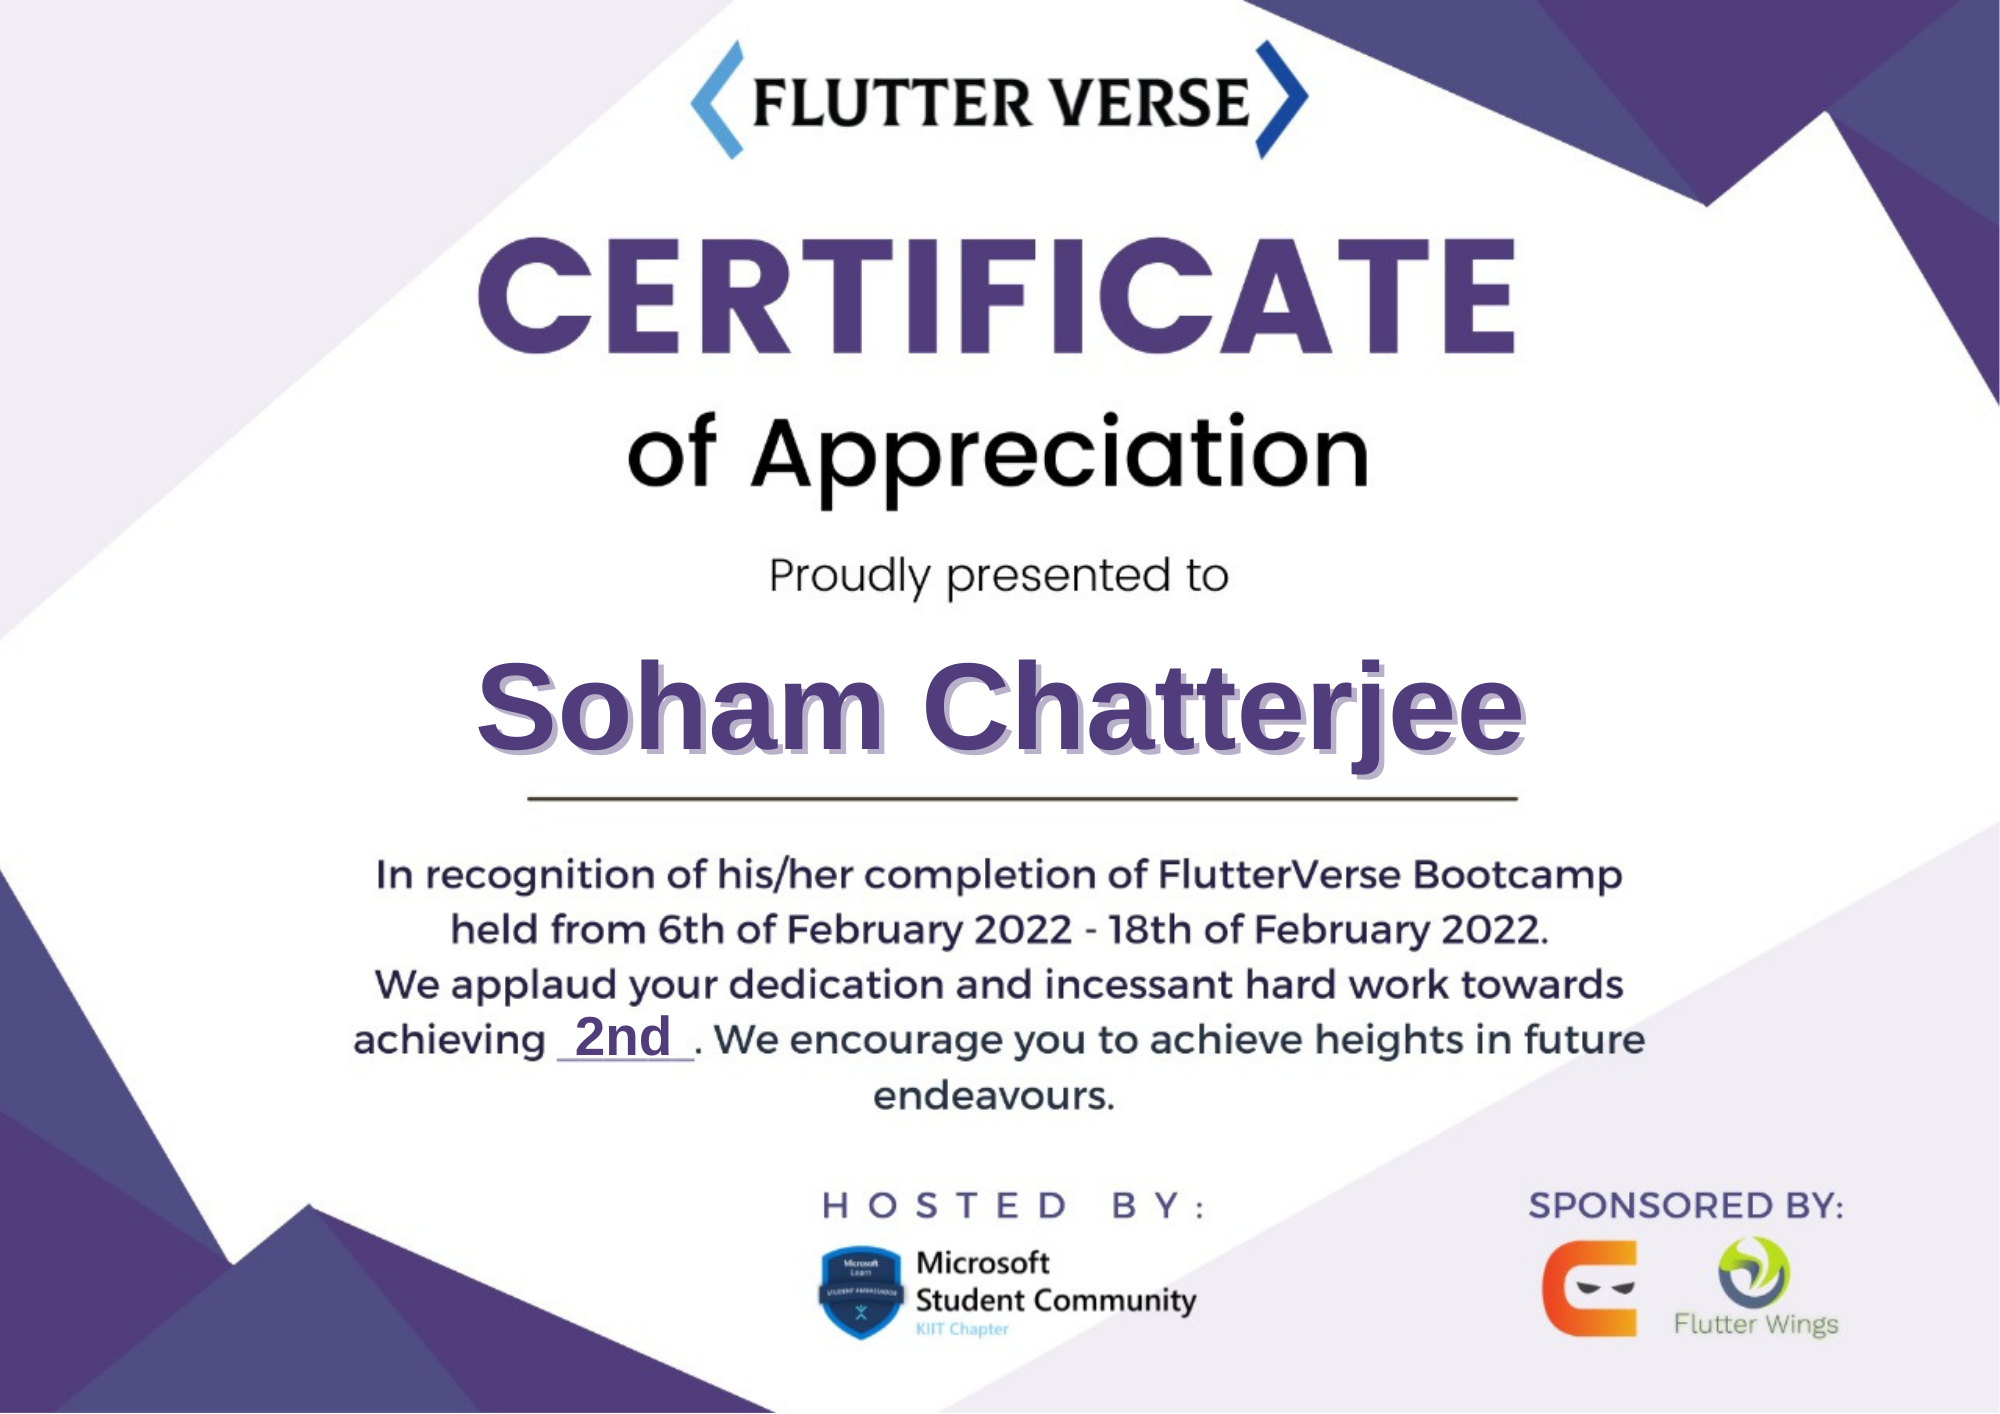 FLUTTER VERSE
CERTIFICATE
of Appreciation
Proudly presented to
Soham Chatterjee
In recognition of his/her completion of FlutterVerse Bootcamp
held from 6th of February 2022 - 18th of February 2022.
We applaud your dedication and incessant hard work towards
achieving 2nd. We encourage you to achieve heights in future
endeavours.
HOSTED BY:
Microsoft
Learn
STUDENT AMBASSADOR
Microsoft
Student Community
KIIT Chapter
SPONSORED BY:
Flutter Wings